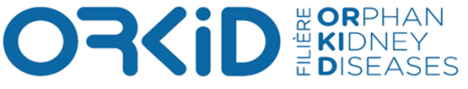 ORKiD
FILIÈRE
ORPHAN
KIDNEY
DISEASES